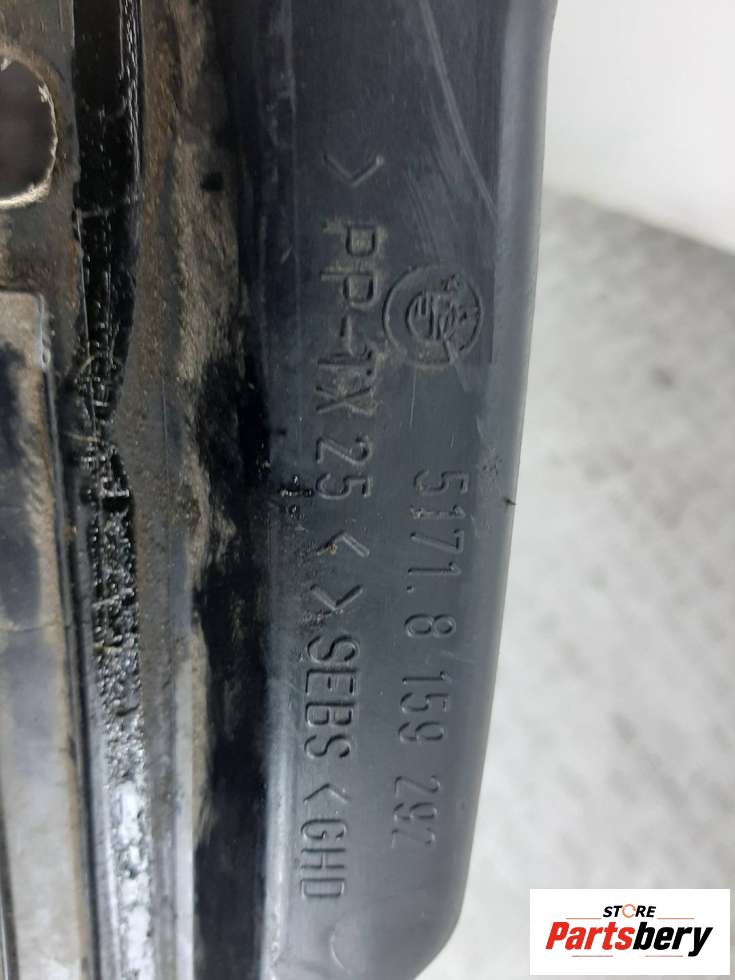 5171. 8 159 297
>PP-TX 25< >SEBS<GHD
STORE
Partsbery